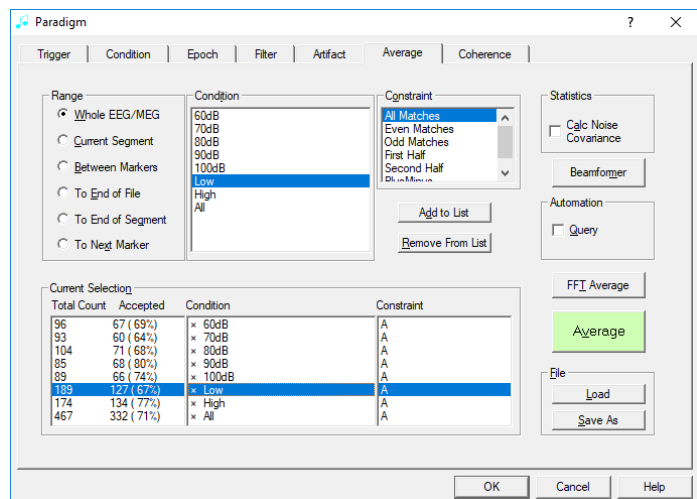 Paradigm
?
Trigger
Condition
Epoch
Filter
Artifact
Average
Coherence
Range
Whole EEG/MEG
Current Segment
Between Markers
To End of File
To End of Segment
To Next Marker
Condition
60dB
70dB
80dB
90dB
100dB
Low
High
All
Constraint
All Matches
Even Matches
Odd Matches
First Half
Second Half
PlusMinus
Add to List
Remove From List
Statistics
Calc Noise
Covariance
Beamformer
Automation
Query
FFT Average
Average
File
Load
Save As
Current Selection
Total Count Accepted Condition Constraint
96 67 ( 69%) × 60dB A
93 60 ( 64%) × 70dB A
104 71 ( 68%) × 80dB A
85 68 ( 80%) × 90dB A
89 66 ( 74%) × 100dB A
189 127 ( 67%) × Low A
174 134 ( 77%) × High A
467 332 ( 71%) × All A
OK
Cancel
Help